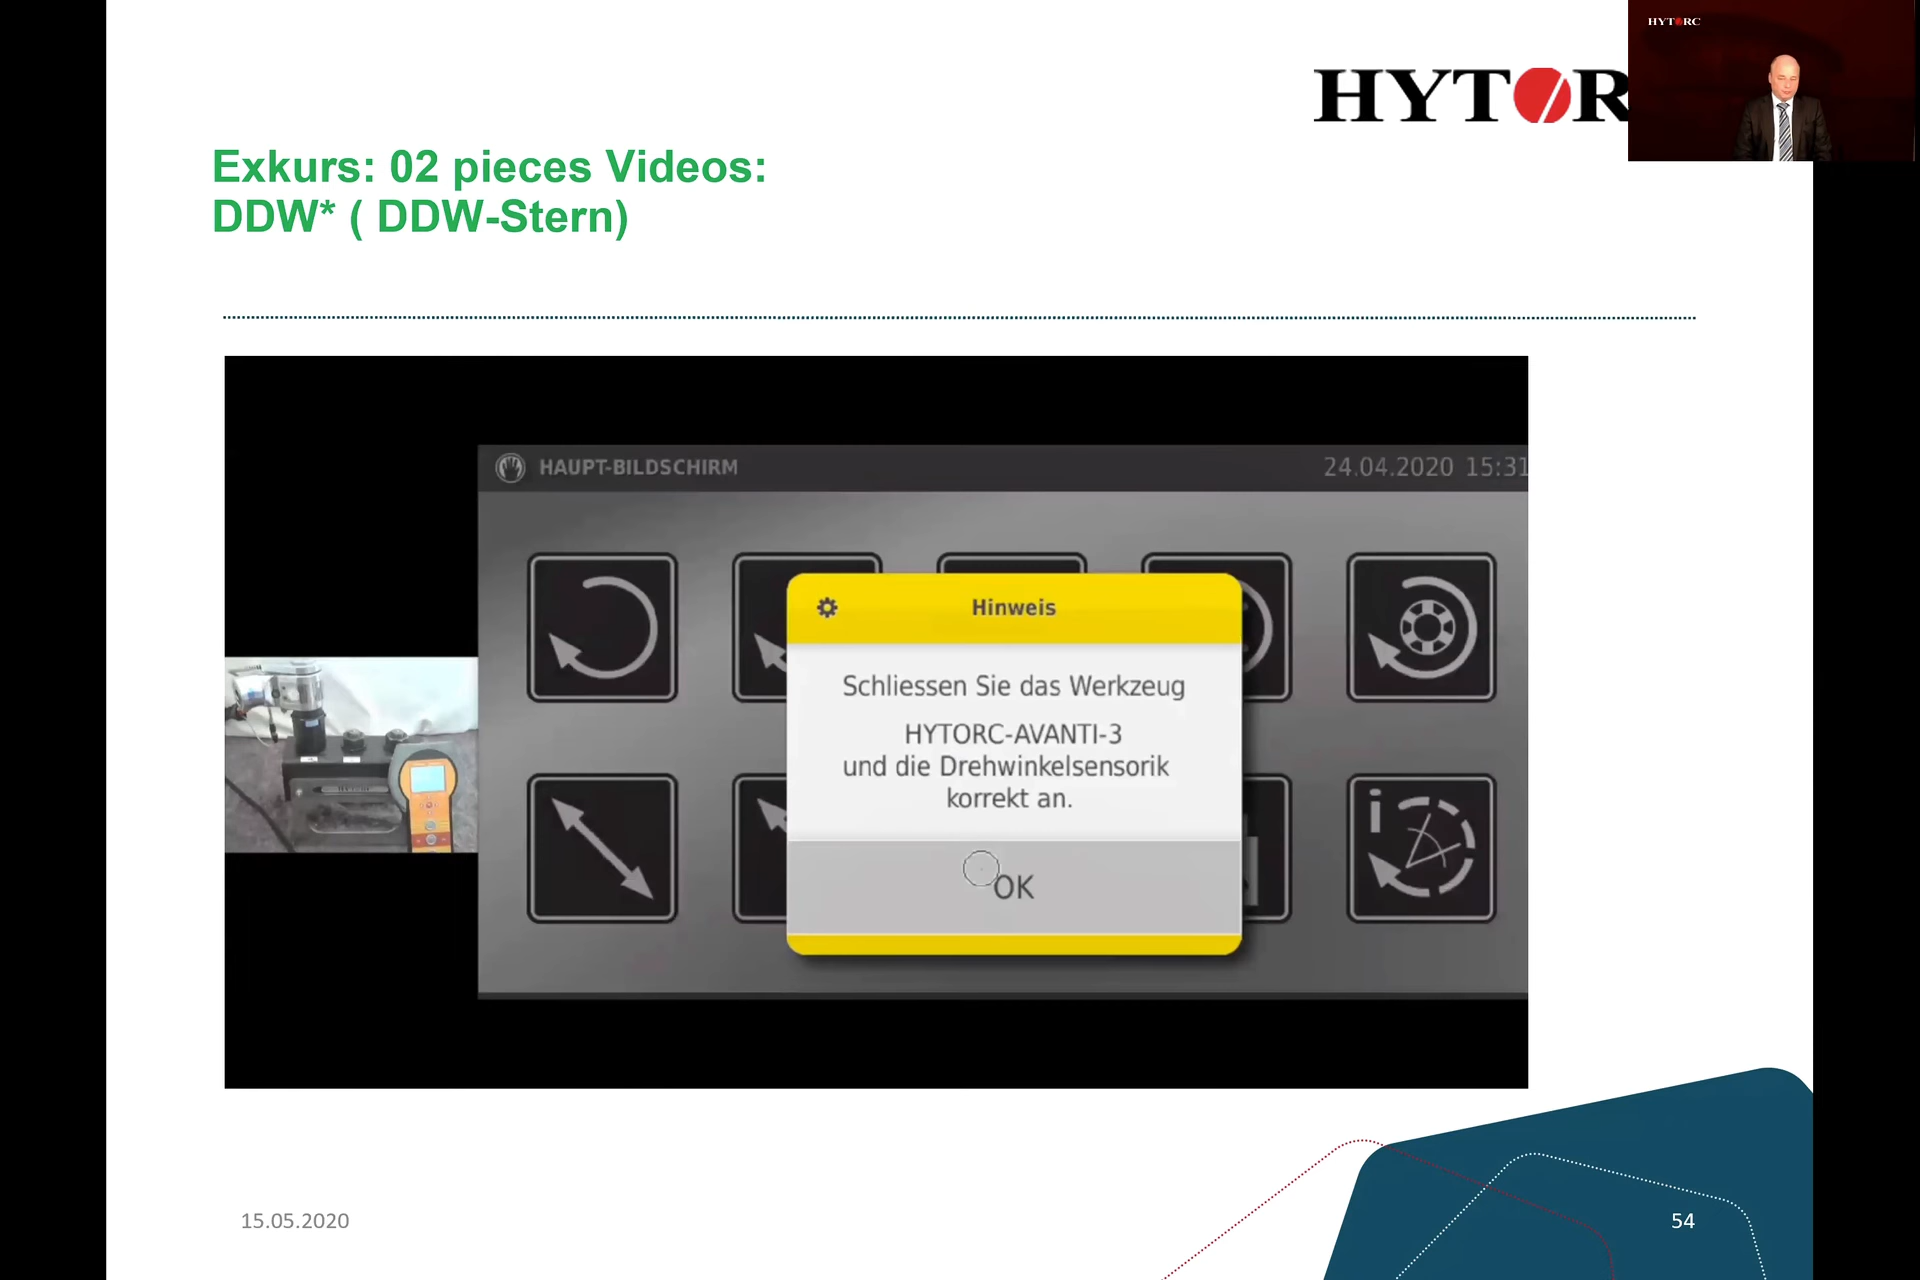 HYTORC
HYTOR
Exkurs: 02 pieces Videos:
DDW* ( DDW-Stern)
HAUPT-BILDSCHIRM
24.04.2020 15:31
Hinweis
Schliessen Sie das Werkzeug
HYTORC-AVANTI-3
und die Drehwinkelsensorik
korrekt an.
OK
i
15.05.2020
54